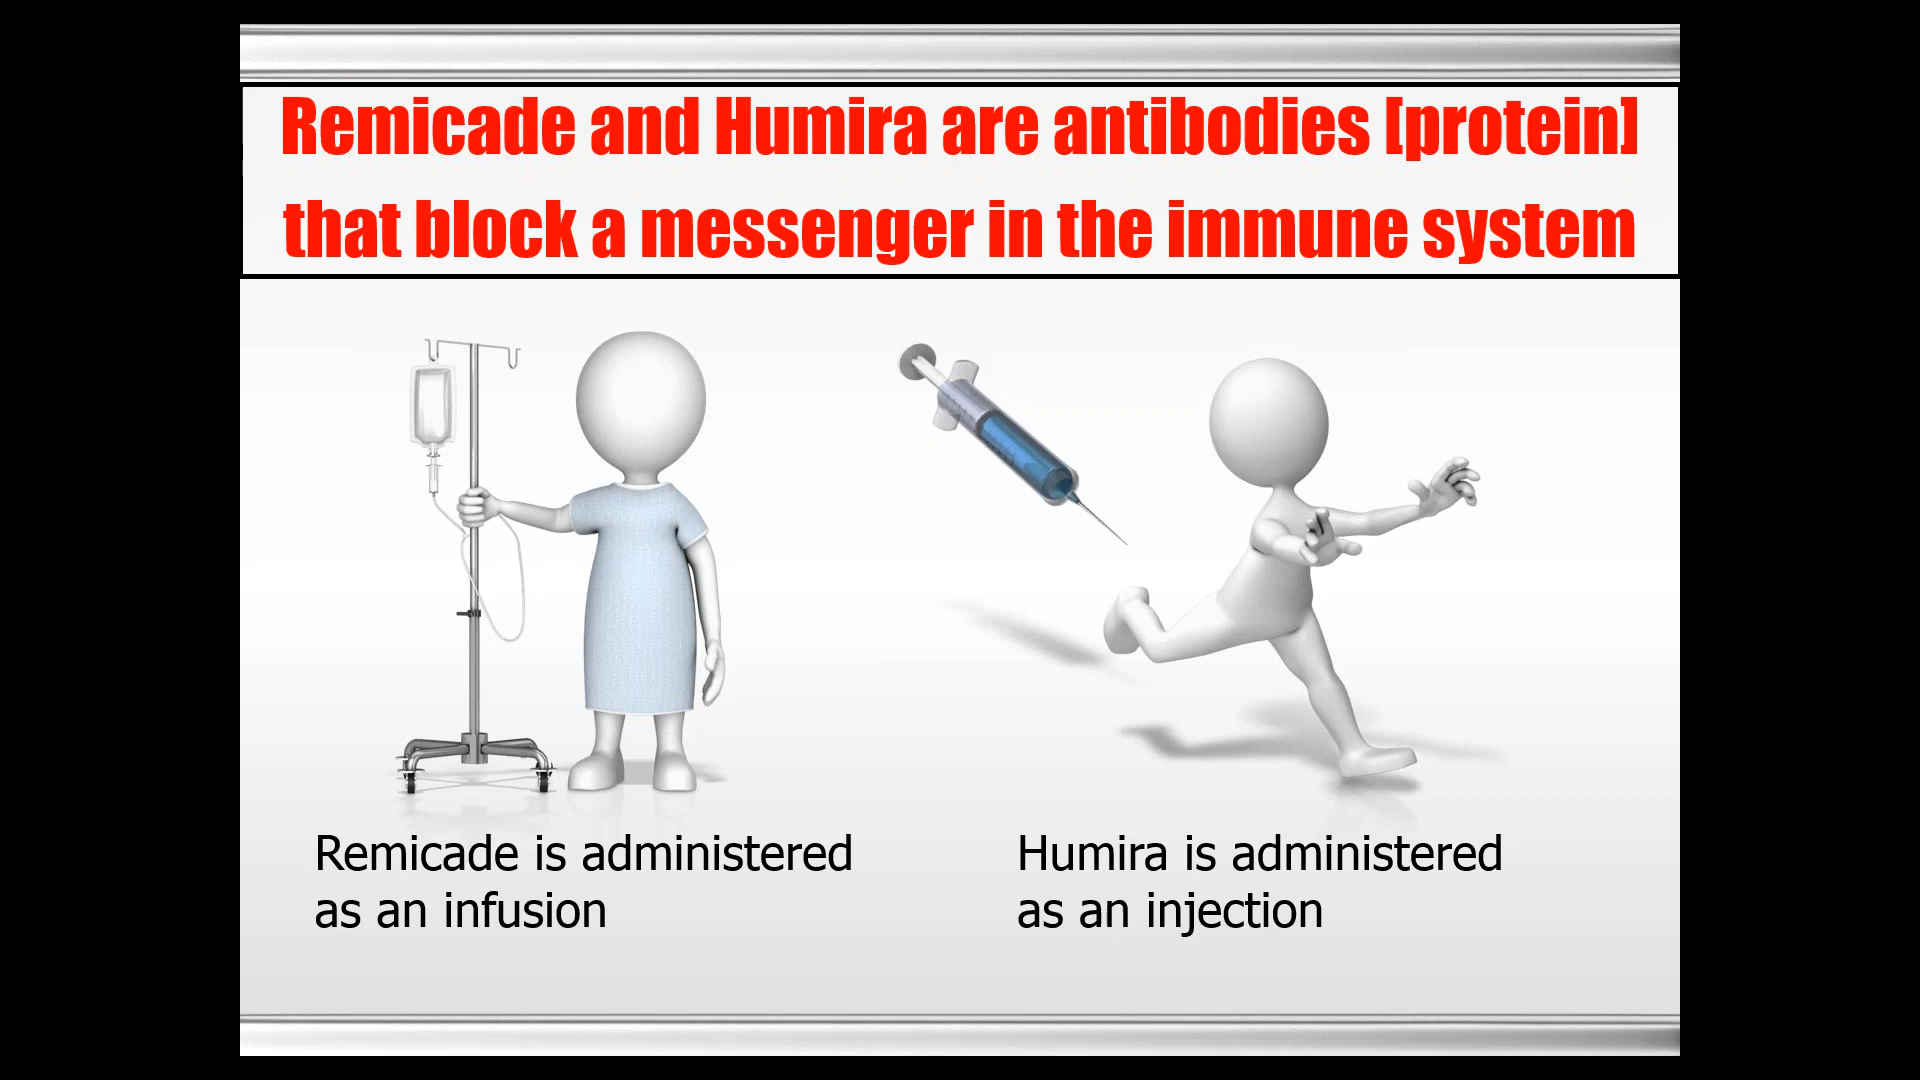 Remicade and Humira are antibodies [protein]
that block a messenger in the immune system
Remicade is administered
as an infusion
Humira is administered
as an injection